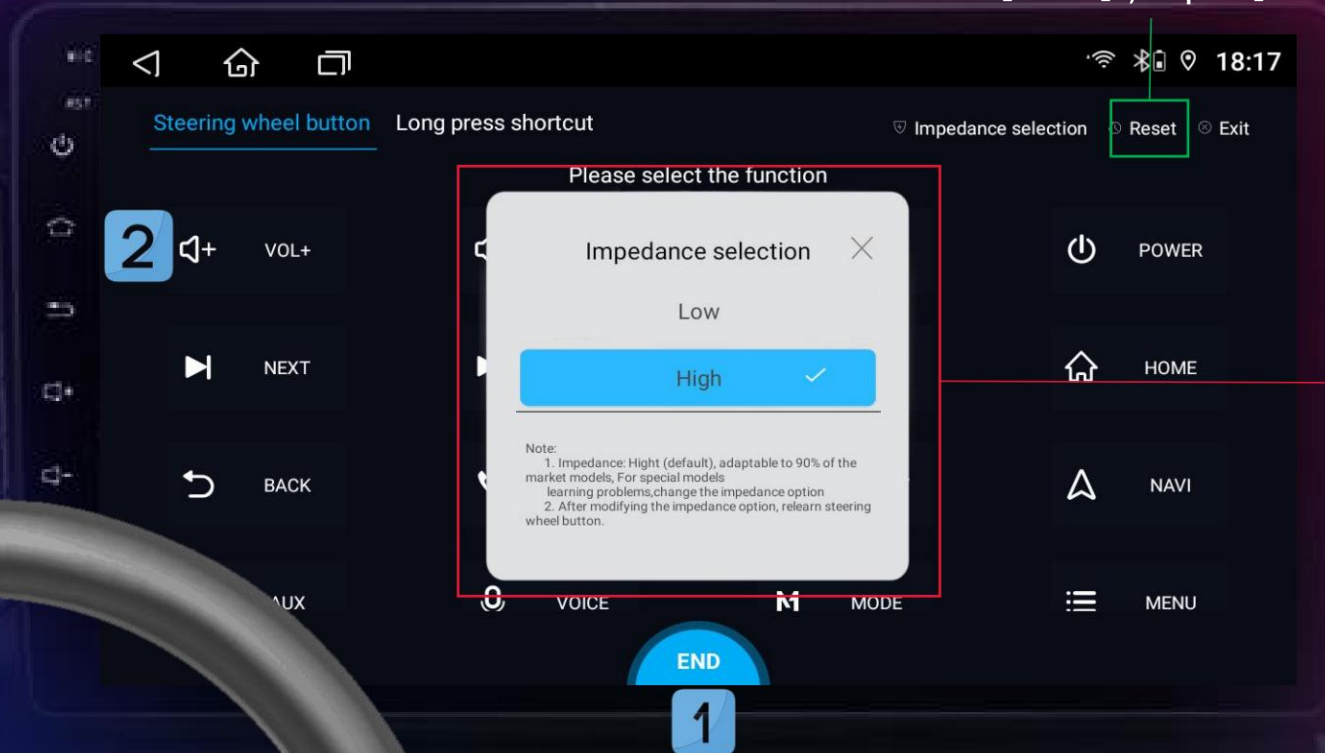 MIC
18:17
RST
Steering wheel button Long press shortcut Impedance selection Reset Exit
Please select the function
2 VOL+ Impedance selection POWER
Low
NEXT High HOME
Note:
1. Impedance: Hight (default), adaptable to 90% of the
market models, For special models
learning problems,change the impedance option
2. After modifying the impedance option, relearn steering
wheel button.
BACK NAVI
AUX VOICE MODE MENU
END
1